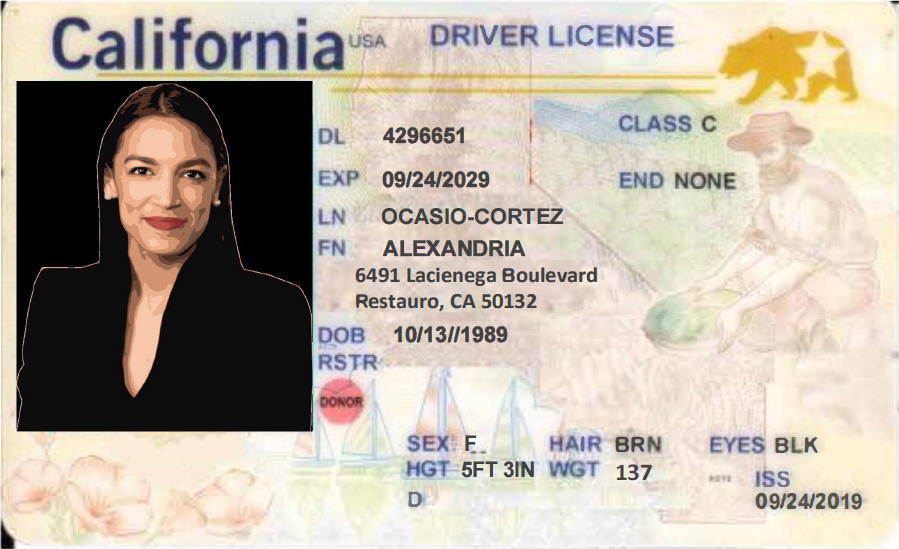 California USA DRIVER LICENSE
DL 4296651 CLASS C
EXP 09/24/2029 END NONE
LN OCASIO-CORTEZ
FN ALEXANDRIA
6491 Lacienega Boulevard
Restauro, CA 50132
DOB 10/13//1989
RSTR
DONOR
SEX F HAIR BRN EYES BLK
HGT 5FT 3IN WGT 137 ISS
D 09/24/2019